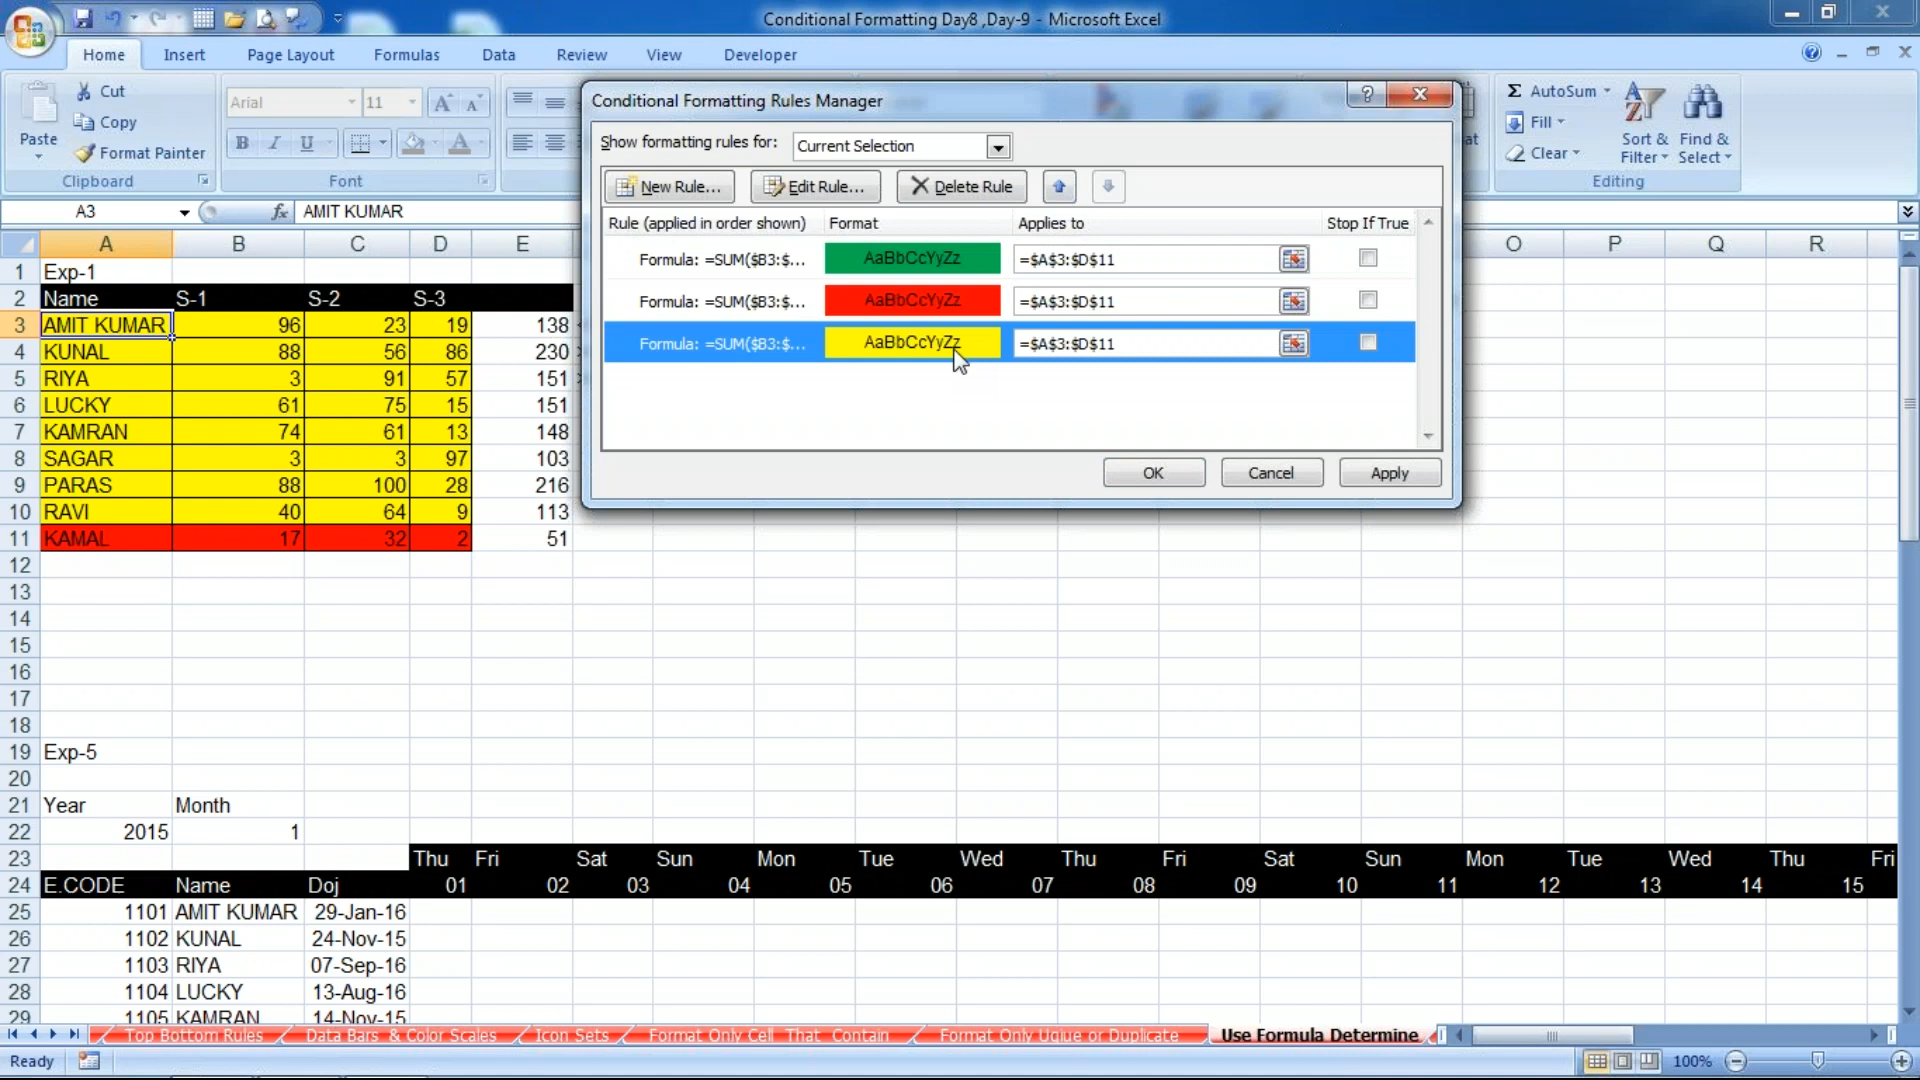 Conditional Formatting Day8 ,Day-9 - Microsoft Excel
Home Insert Page Layout Formulas Data Review View Developer
Paste Cut Copy Format Painter Clipboard
Arial 11 B I U Font
AutoSum Fill Clear Sort & Filter Find & Select Editing
A3 fx AMIT KUMAR
Conditional Formatting Rules Manager
Show formatting rules for: Current Selection
New Rule... Edit Rule... Delete Rule
Rule (applied in order shown) Format Applies to Stop If True
Formula: =SUM($B3:$... AaBbCcYyZz =$A$3:$D$11
Formula: =SUM($B3:$... AaBbCcYyZz =$A$3:$D$11
Formula: =SUM($B3:$... AaBbCcYyZz =$A$3:$D$11
OK Cancel Apply
A B C D E O P Q R
1 Exp-1
2 Name S-1 S-2 S-3
3 AMIT KUMAR 96 23 19 138
4 KUNAL 88 56 86 230
5 RIYA 3 91 57 151
6 LUCKY 61 75 15 151
7 KAMRAN 74 61 13 148
8 SAGAR 3 3 97 103
9 PARAS 88 100 28 216
10 RAVI 40 64 9 113
11 KAMAL 17 32 2 51
12
13
14
15
16
17
18
19 Exp-5
20
21 Year Month
22 2015 1
23 Thu Fri Sat Sun Mon Tue Wed Thu Fri Sat Sun Mon Tue Wed Thu Fri
24 E.CODE Name Doj 01 02 03 04 05 06 07 08 09 10 11 12 13 14 15
25 1101 AMIT KUMAR 29-Jan-16
26 1102 KUNAL 24-Nov-15
27 1103 RIYA 07-Sep-16
28 1104 LUCKY 13-Aug-16
29 1105 KAMRAN 14-Nov-15
Top Bottom Rules Data Bars & Color Scales Icon Sets Format Only Cell That Contain Format Only Uqiue or Duplicate Use Formula Determine
Ready 100%